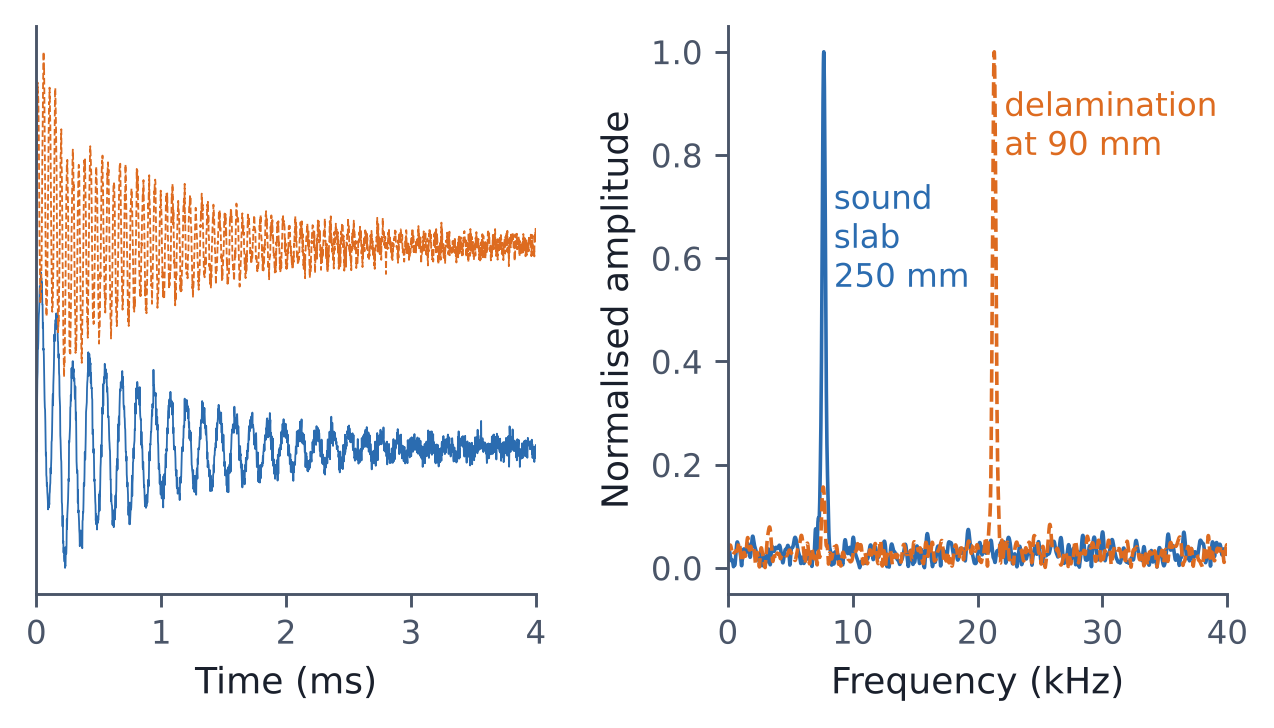 0
1
2
3
4
Time (ms)
Normalised amplitude
1.0
0.8
0.6
0.4
0.2
0.0
delamination
at 90 mm
sound
slab
250 mm
0
10
20
30
40
Frequency (kHz)